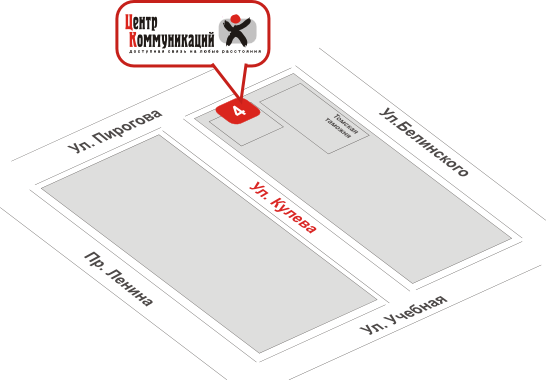 Центр
Коммуникаций
доступная связь на любые расстояния
4
Томская
таможня
Ул. Пирогова
Ул.Белинского
Ул. Кулева
Пр. Ленина
Ул. Учебная